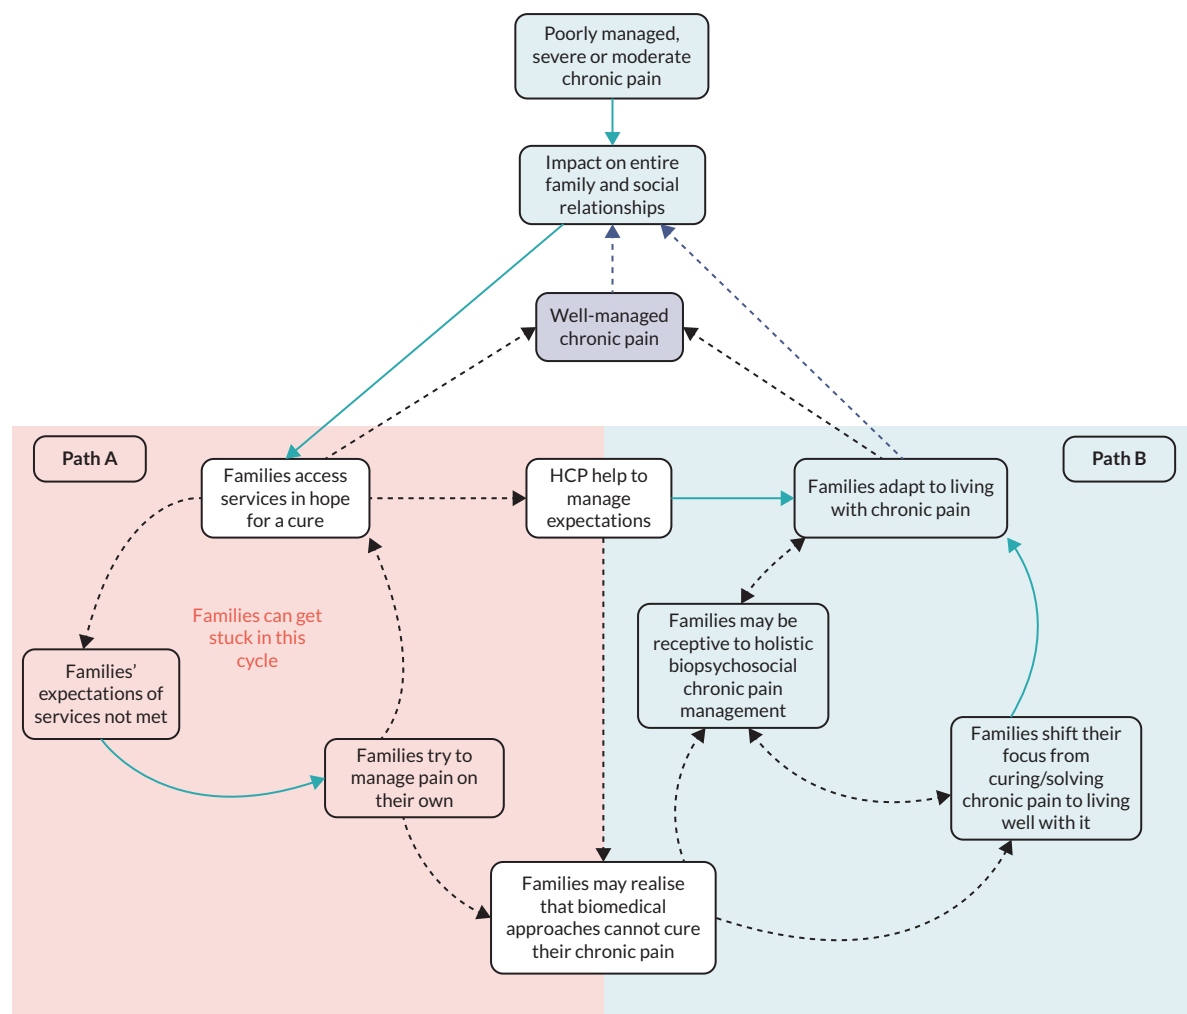 Poorly managed,
severe or moderate
chronic pain
Impact on entire
family and social
relationships
Well-managed
chronic pain
Path A
Path B
Families access
services in hope
for a cure
HCP help to
manage
expectations
Families adapt to living
with chronic pain
Families can get
stuck in this
cycle
Families may be
receptive to holistic
biopsychosocial
chronic pain
management
Families’
expectations of
services not met
Families shift their
focus from
curing/solving
chronic pain to living
well with it
Families try to
manage pain on
their own
Families may realise
that biomedical
approaches cannot cure
their chronic pain